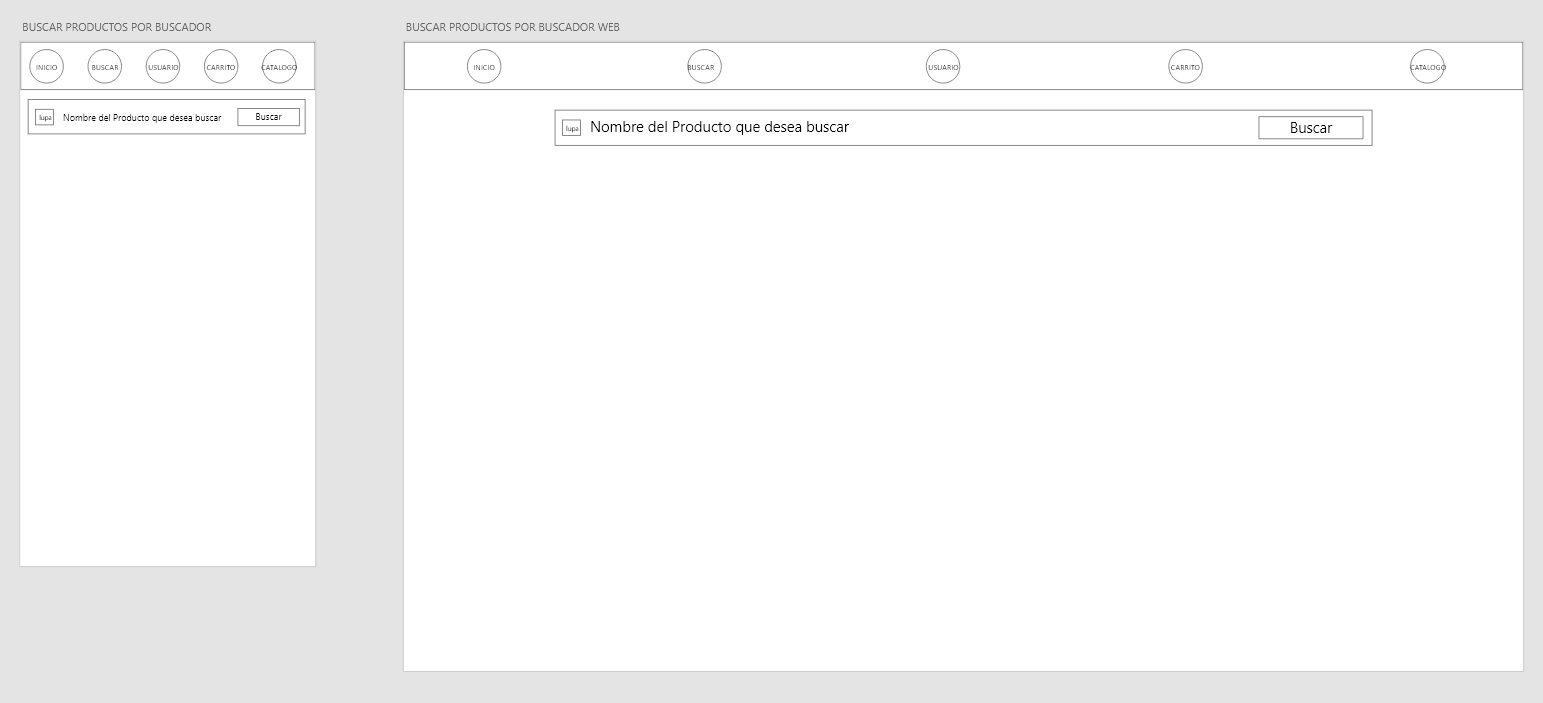 BUSCAR PRODUCTOS POR BUSCADOR
INICIO BUSCAR USUARIO CARRITO CATALOGO
lupa Nombre del Producto que desea buscar Buscar
BUSCAR PRODUCTOS POR BUSCADOR WEB
INICIO BUSCAR USUARIO CARRITO CATALOGO
lupa Nombre del Producto que desea buscar Buscar